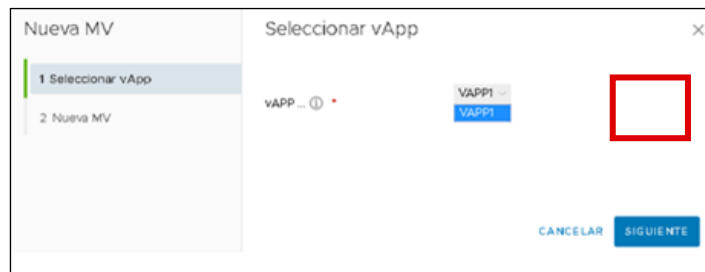 Nueva MV
Seleccionar vApp
1 Seleccionar vApp
2 Nueva MV
vAPP ... ⓘ *
VAPP1
VAPP1
CANCELAR
SIGUIENTE